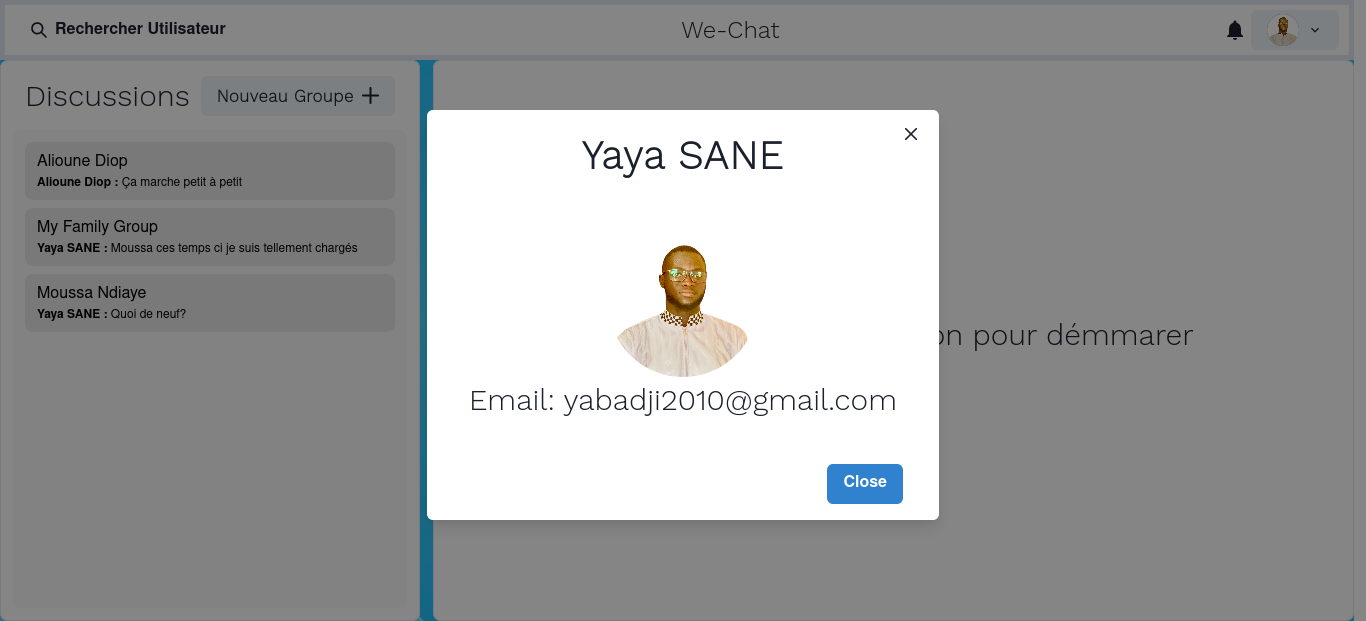 Rechercher Utilisateur
We-Chat
Discussions
Nouveau Groupe
Alioune Diop
Alioune Diop : Ça marche petit à petit
My Family Group
Yaya SANE : Moussa ces temps ci je suis tellement chargés
Moussa Ndiaye
Yaya SANE : Quoi de neuf?
Yaya SANE
Email: yabadji2010@gmail.com
Close
pour démmarer